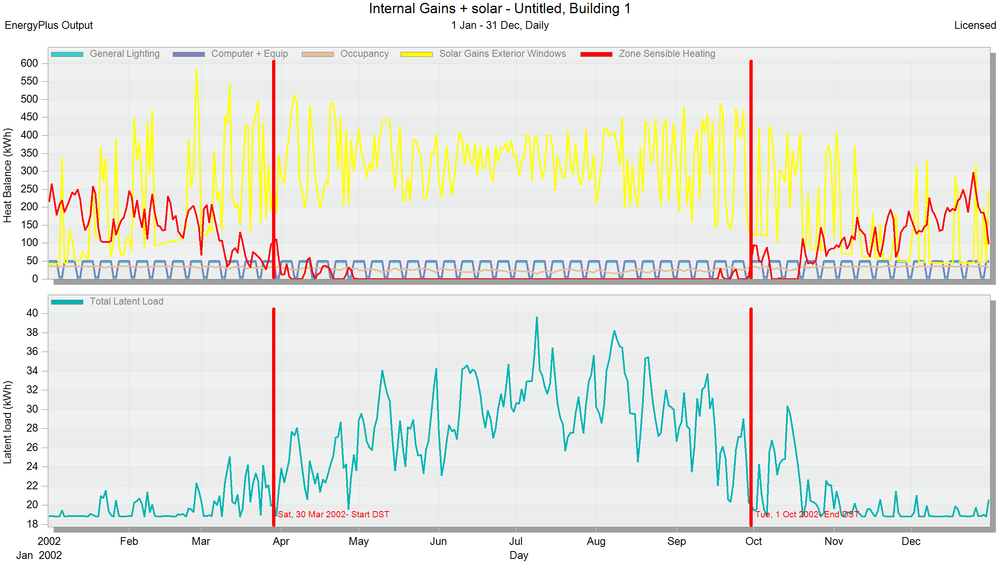 Internal Gains + solar - Untitled, Building 1
EnergyPlus Output
1 Jan - 31 Dec, Daily
Licensed
General Lighting
Computer + Equip
Occupancy
Solar Gains Exterior Windows
Zone Sensible Heating
Heat Balance (kWh)
600
550
500
450
400
350
300
250
200
150
100
50
0
Total Latent Load
Latent load (kWh)
40
38
36
34
32
30
28
26
24
22
20
18
Sat, 30 Mar 2002- Start DST
Tue, 1 Oct 2002- End DST
2002 Feb Mar Apr May Jun Jul Aug Sep Oct Nov Dec
Jan 2002
Day